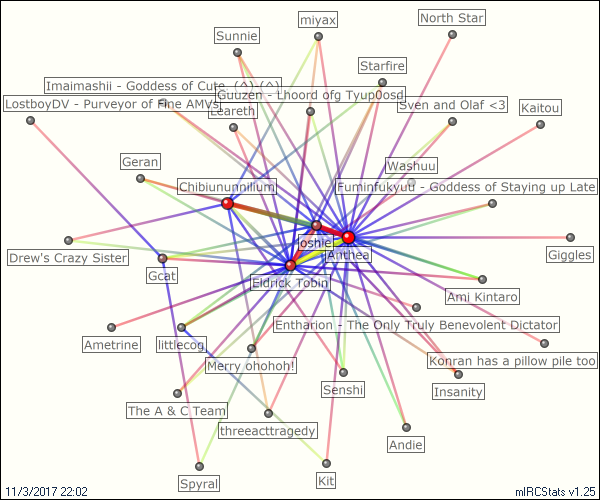 North Star
miyax
Sunnie
Starfire
Imaimashii - Goddess of Cute, (^)_(^)
Guuzen - Lhoord ofg Tyup0osd
LostboyDV - Purveyor of Fine AMVs
Sven and Olaf <3
Kaitou
Leareth
Geran
Washuu
Chibiununnilum
Fuminfukyuu - Goddess of Staying up Late
Joshie
Drew's Crazy Sister
Anthea
Giggles
Gcat
Eldrick Tobin
Ami Kintaro
Entharion - The Only Truly Benevolent Dictator
Ametrine
littlecog
Merry ohohoh!
Konran has a pillow pile too
Senshi
Insanity
The A & C Team
threeacttragedy
Andie
Spyral
Kit
11/3/2017 22:02
mIRCStats v1.25